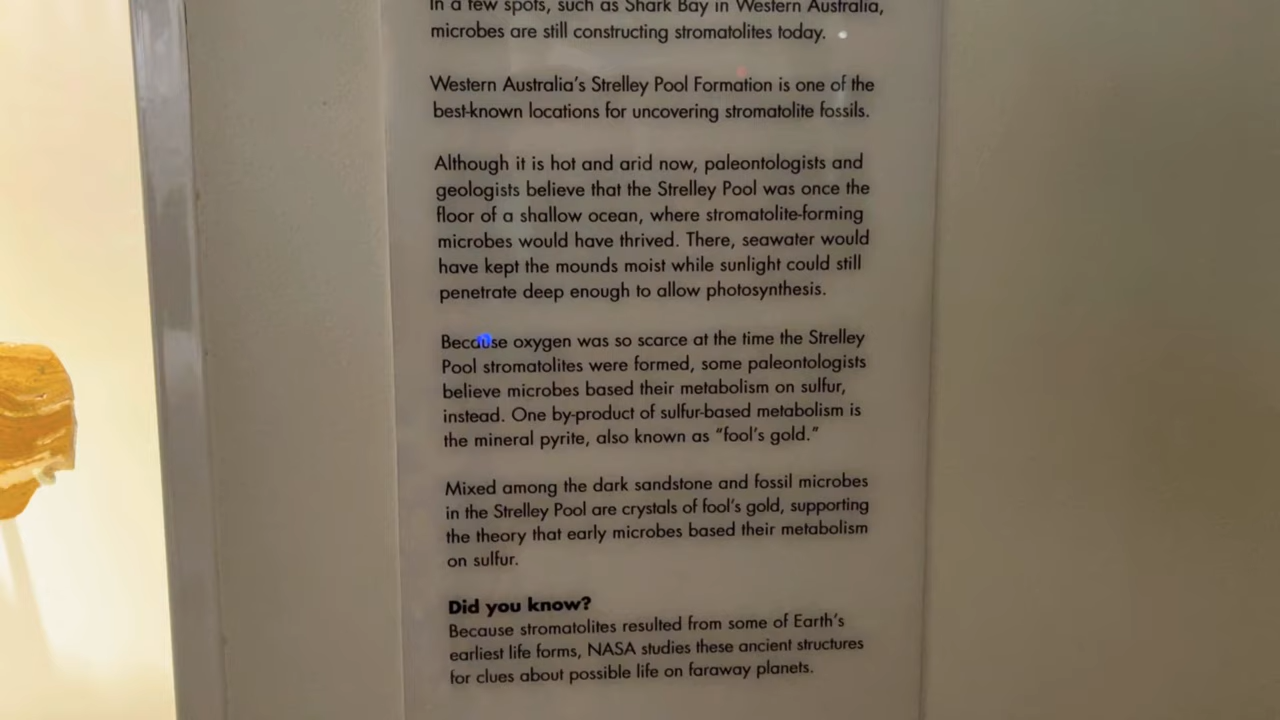 In a few spots, such as Shark Bay in Western Australia,
microbes are still constructing stromatolites today.
Western Australia's Strelley Pool Formation is one of the
best-known locations for uncovering stromatolite fossils.
Although it is hot and arid now, paleontologists and
geologists believe that the Strelley Pool was once the
floor of a shallow ocean, where stromatolite-forming
microbes would have thrived. There, seawater would
have kept the mounds moist while sunlight could still
penetrate deep enough to allow photosynthesis.
Because oxygen was so scarce at the time the Strelley
Pool stromatolites were formed, some paleontologists
believe microbes based their metabolism on sulfur,
instead. One by-product of sulfur-based metabolism is
the mineral pyrite, also known as “fool's gold.”
Mixed among the dark sandstone and fossil microbes
in the Strelley Pool are crystals of fool's gold, supporting
the theory that early microbes based their metabolism
on sulfur.
Did you know?
Because stromatolites resulted from some of Earth's
earliest life forms, NASA studies these ancient structures
for clues about possible life on faraway planets.